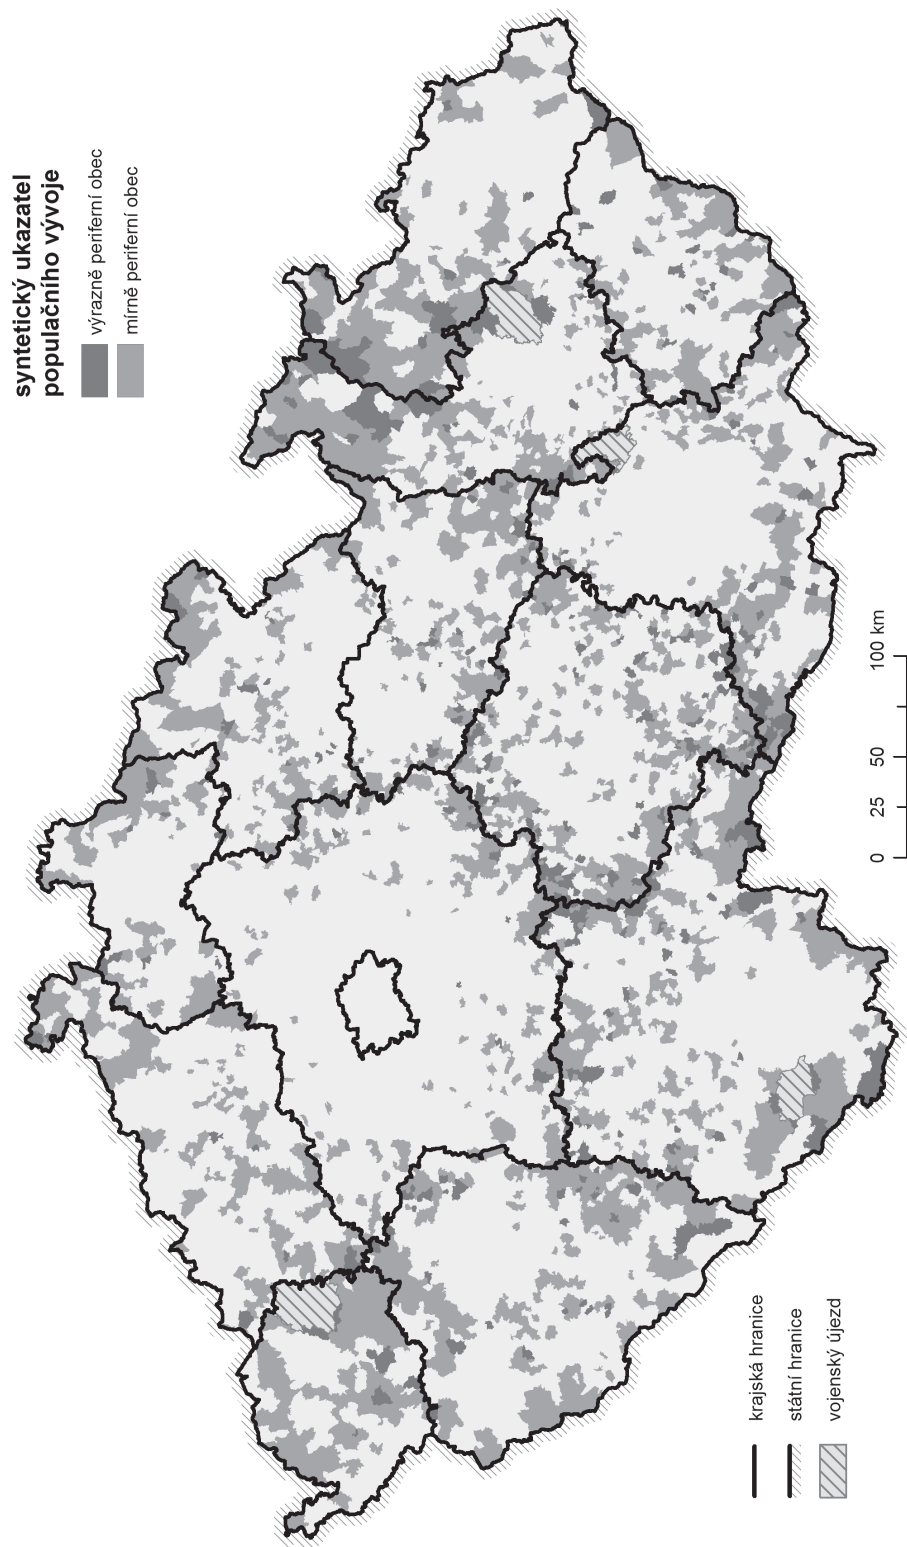 syntetický ukazatel
populačního vývoje
výrazně periferní obec
mírně periferní obec
krajská hranice
státní hranice
vojenský újezd
0 25 50 100 km